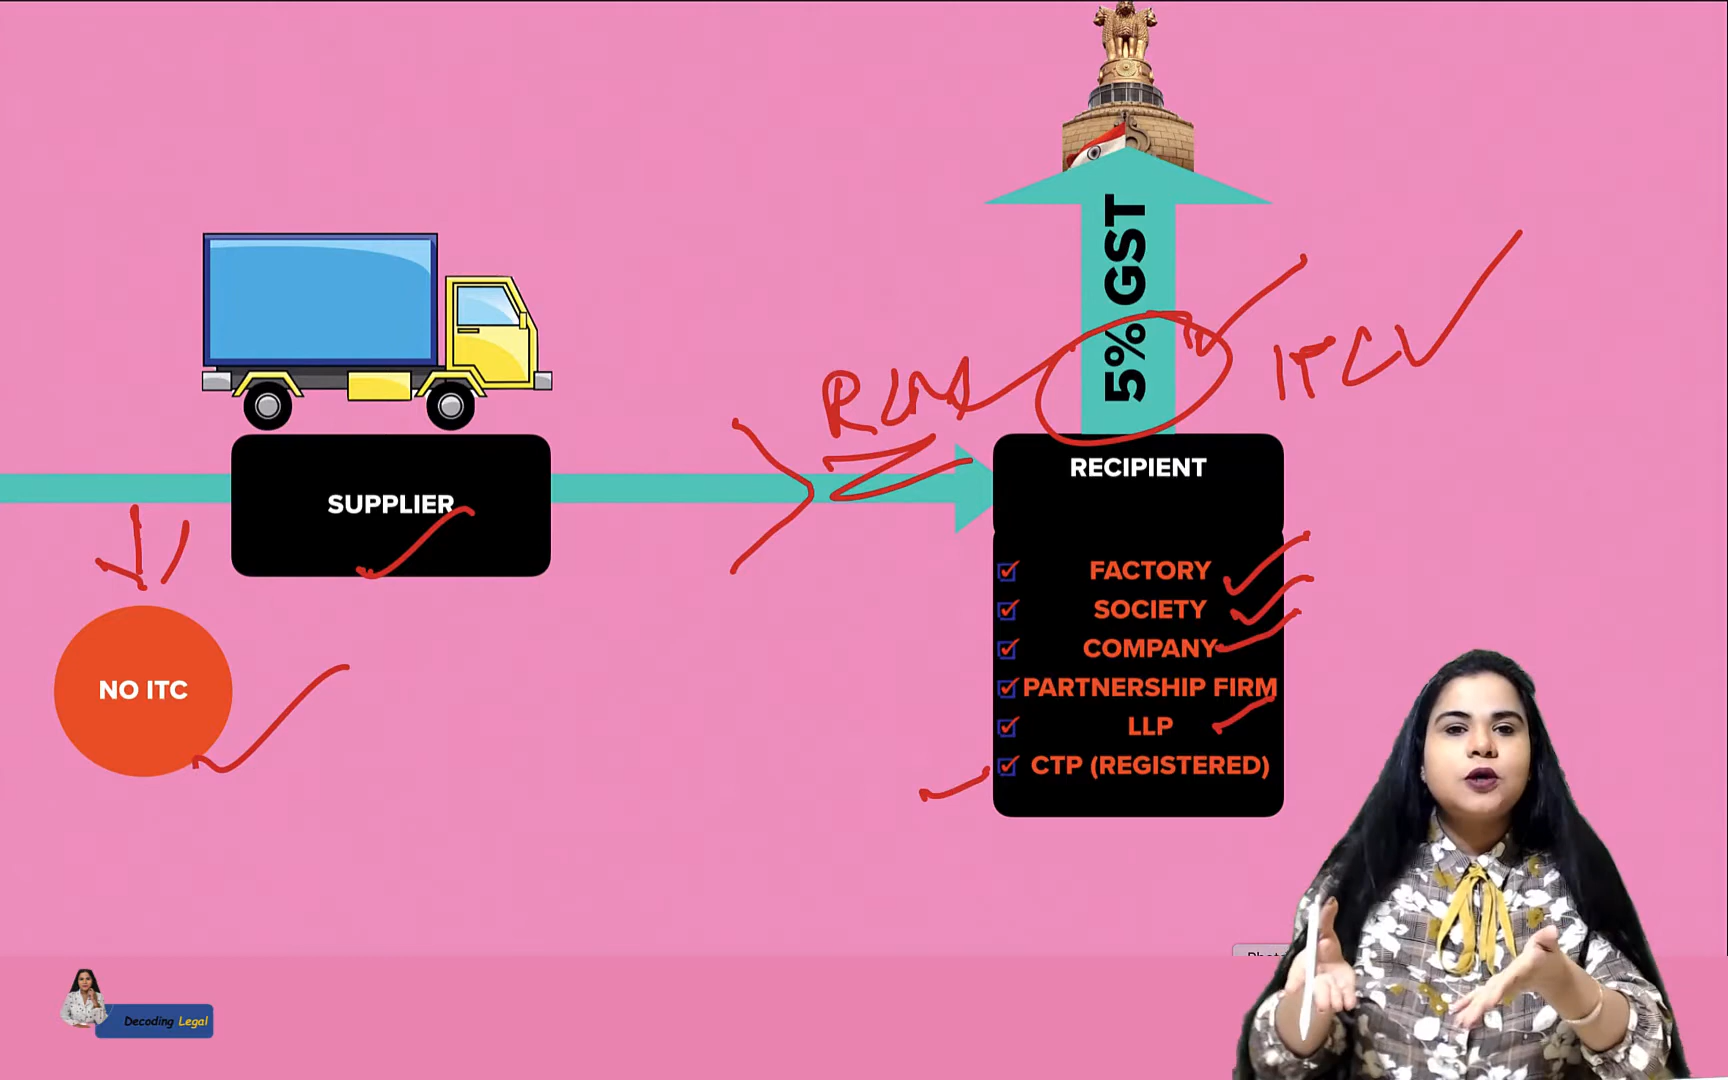 5% GST
RCM
ITC
RECIPIENT
SUPPLIER
FACTORY
SOCIETY
COMPANY
PARTNERSHIP FIRM
LLP
CTP (REGISTERED)
NO ITC
Decoding Legal